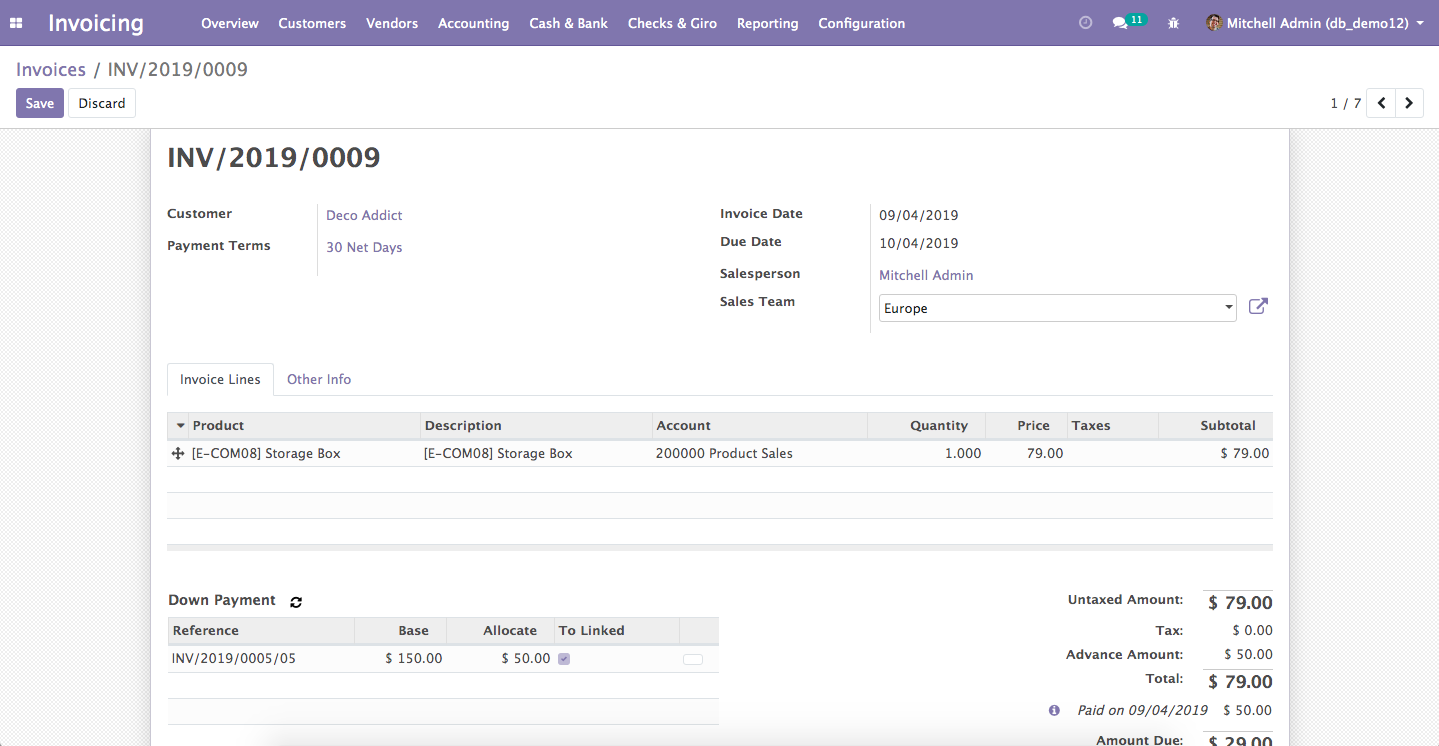 Invoicing Overview Customers Vendors Accounting Cash & Bank Checks & Giro Reporting Configuration 11 Mitchell Admin (db_demo12)
Invoices / INV/2019/0009
Save Discard 1 / 7
INV/2019/0009
Customer Deco Addict Invoice Date 09/04/2019
Payment Terms 30 Net Days Due Date 10/04/2019
Salesperson Mitchell Admin
Sales Team Europe
Invoice Lines Other Info
Product Description Account Quantity Price Taxes Subtotal
[E-COM08] Storage Box [E-COM08] Storage Box 200000 Product Sales 1.000 79.00 $ 79.00
Down Payment Untaxed Amount: $ 79.00
Reference Base Allocate To Linked Tax: $ 0.00
INV/2019/0005/05 $ 150.00 $ 50.00 Advance Amount: $ 50.00
Total: $ 79.00
Paid on 09/04/2019 $ 50.00
Amount Due: $ 29.00